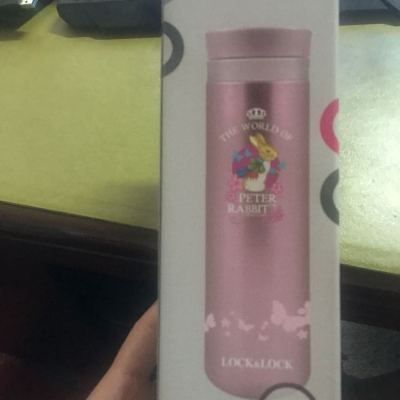 THE WORLD OF
PETER
RABBIT
LOCK&LOCK